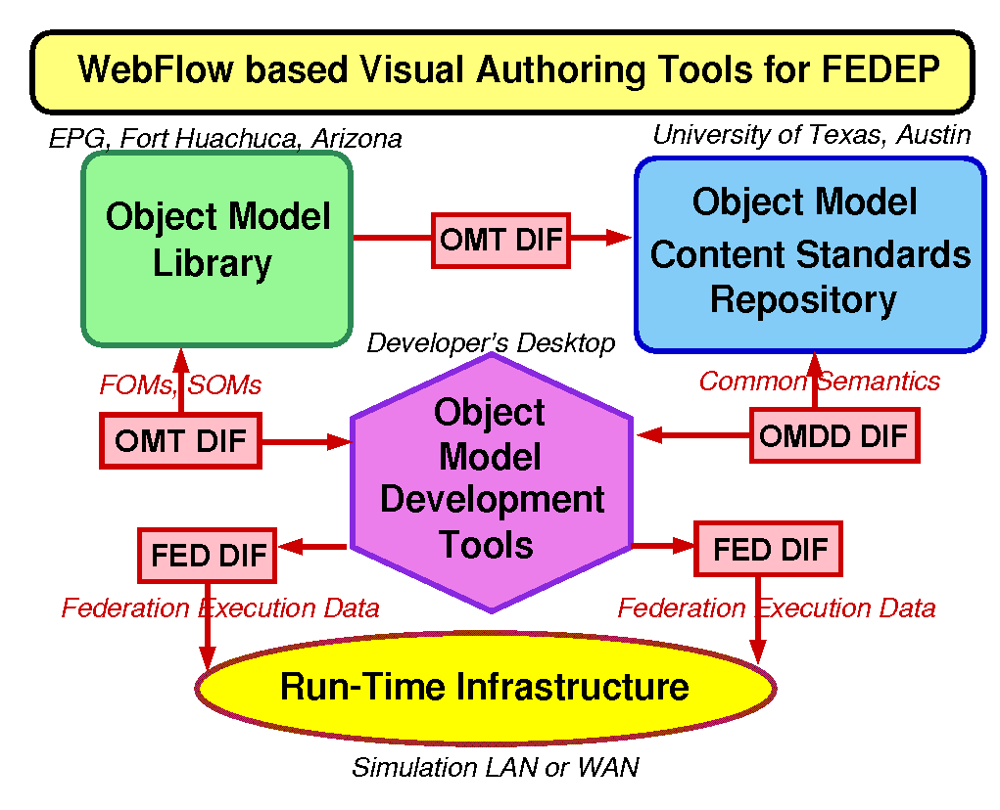 WebFlow based Visual Authoring Tools for FEDEP
EPG, Fort Huachuca, Arizona
University of Texas, Austin
Object Model
Library
OMT DIF
Object Model
Content Standards
Repository
Developer's Desktop
FOMs, SOMs
Common Semantics
OMT DIF
Object
Model
Development
Tools
OMDD DIF
FED DIF
FED DIF
Federation Execution Data
Federation Execution Data
Run-Time Infrastructure
Simulation LAN or WAN